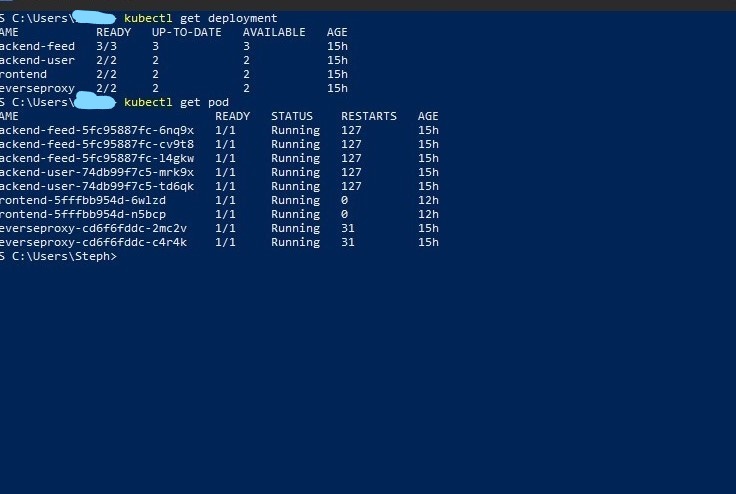 S C:\Users\ kubectl get deployment
AME READY UP-TO-DATE AVAILABLE AGE
ackend-feed 3/3 3 3 15h
ackend-user 2/2 2 2 15h
rontend 2/2 2 2 15h
everseproxy 2/2 2 2 15h
S C:\Users\ > kubectl get pod
AME READY STATUS RESTARTS AGE
ackend-feed-5fc95887fc-6nq9x 1/1 Running 127 15h
ackend-feed-5fc95887fc-cv9t8 1/1 Running 127 15h
ackend-feed-5fc95887fc-l4gkw 1/1 Running 127 15h
ackend-user-74db99f7c5-mrk9x 1/1 Running 127 15h
ackend-user-74db99f7c5-td6qk 1/1 Running 127 15h
rontend-5fffbb954d-6wlzd 1/1 Running 0 12h
rontend-5fffbb954d-n5bcp 1/1 Running 0 12h
everseproxy-cd6f6fddc-2mc2v 1/1 Running 31 15h
everseproxy-cd6f6fddc-c4r4k 1/1 Running 31 15h
S C:\Users\Steph>